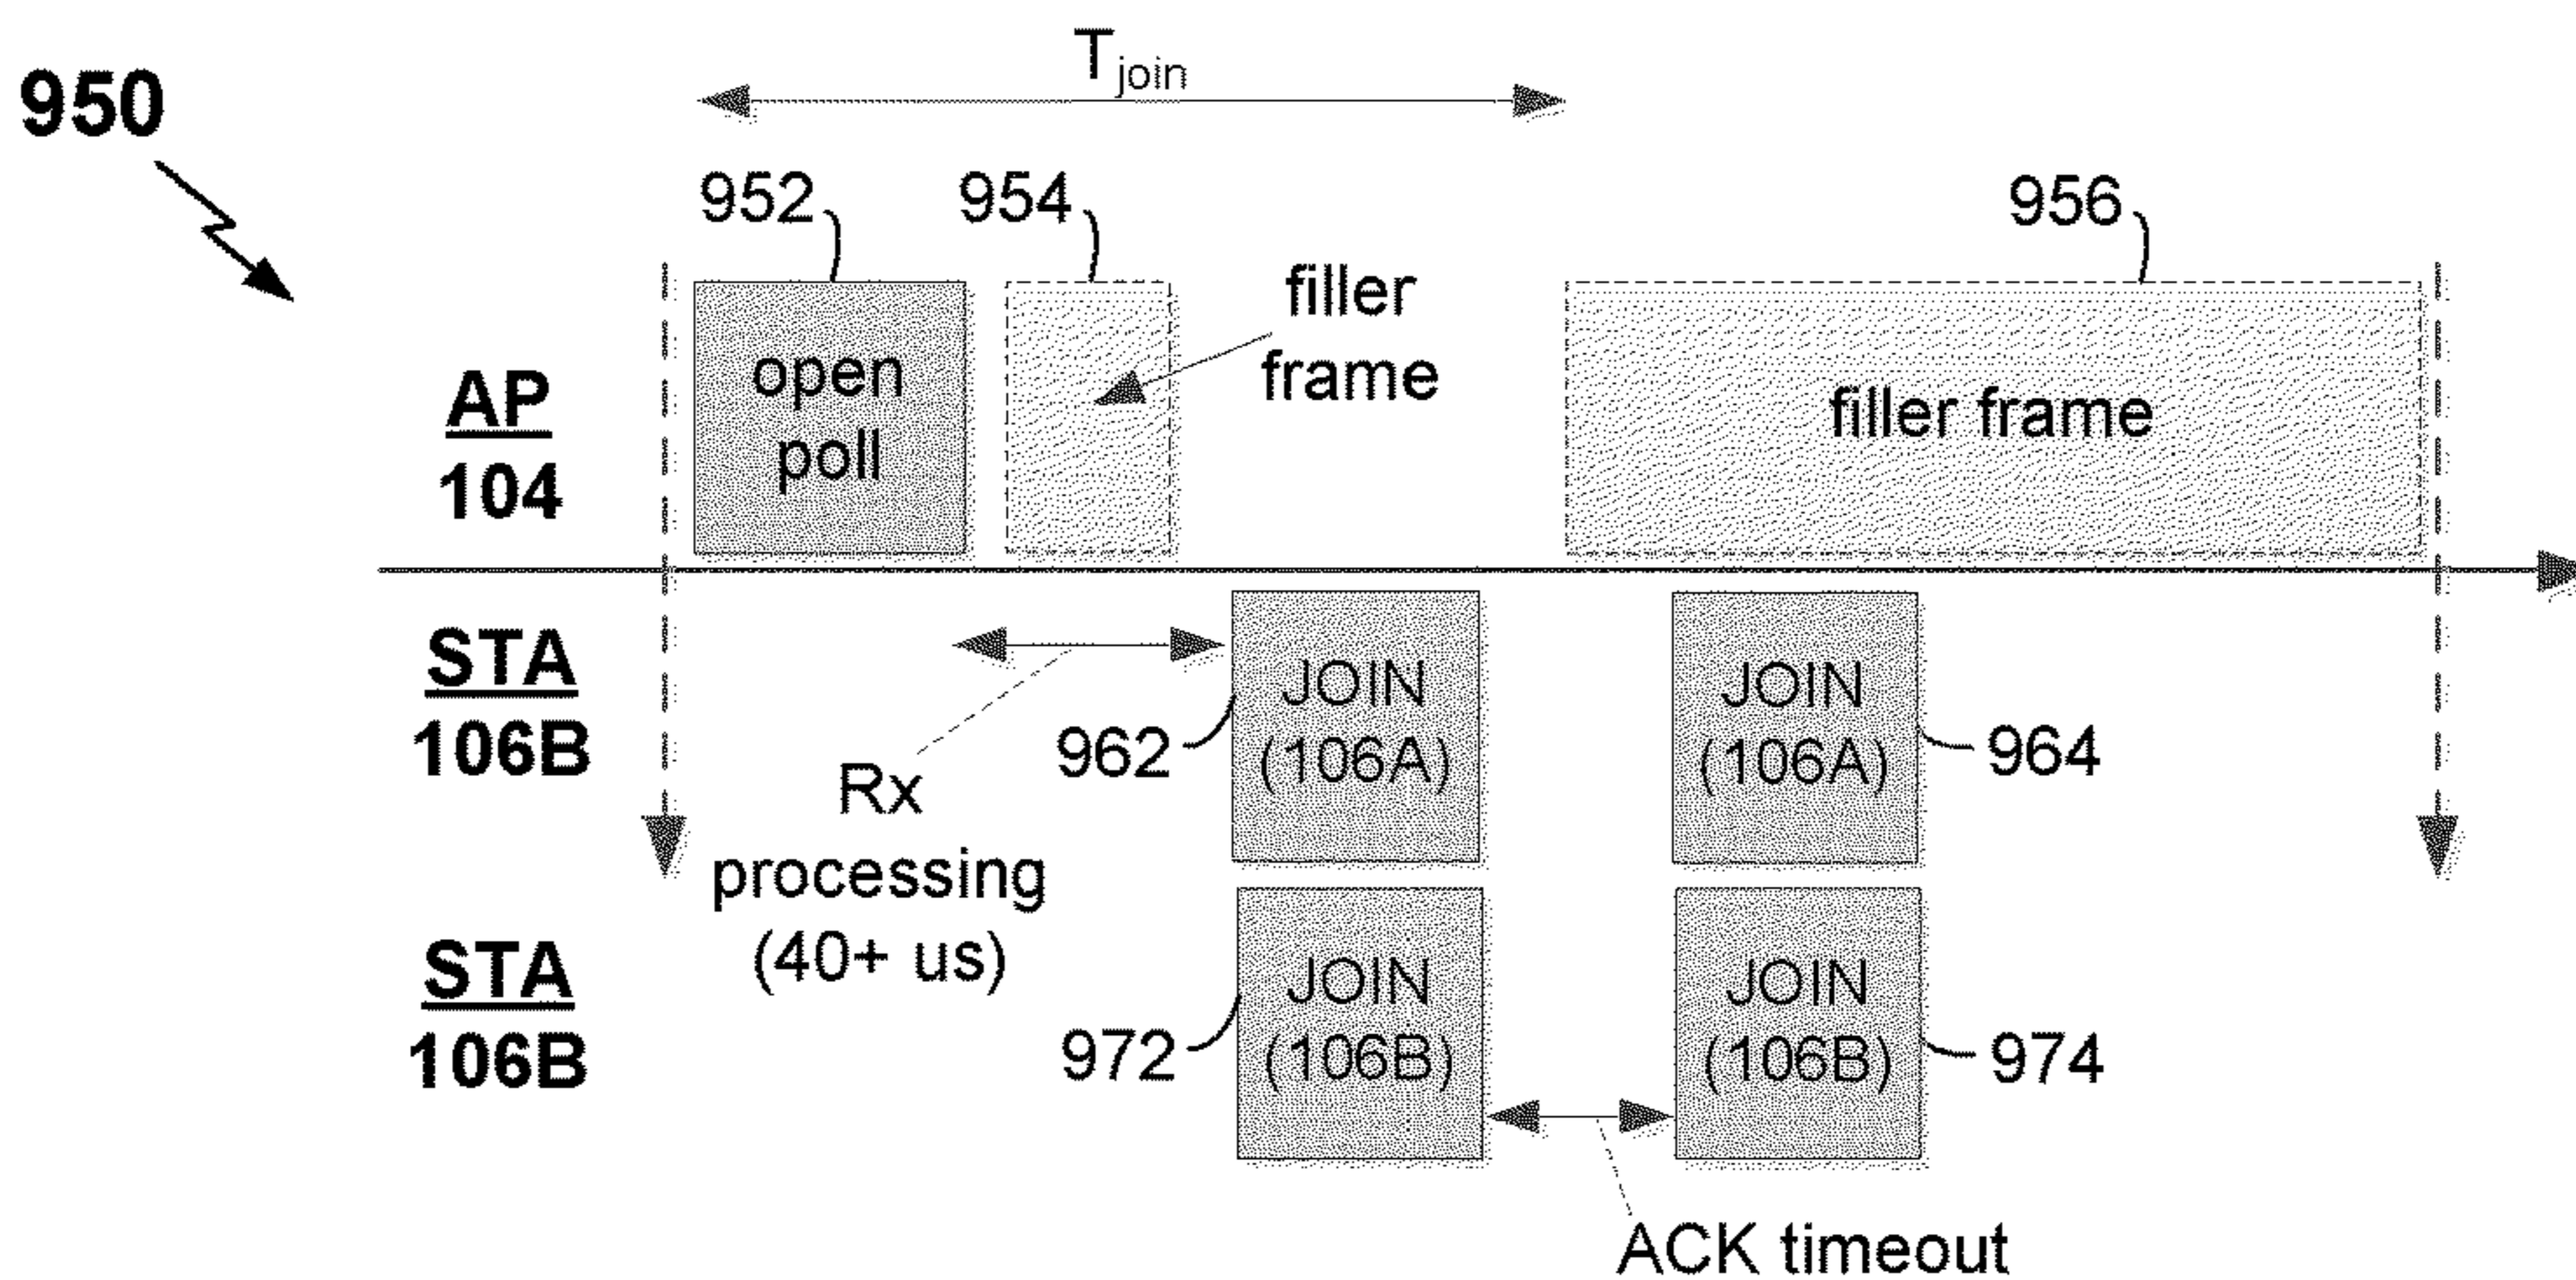 950
T_join
952
954
956
filler
frame
open
poll
filler frame
AP
104
STA
106B
JOIN
(106A)
962
JOIN
(106A)
964
Rx
processing
(40+ us)
STA
106B
JOIN
(106B)
972
JOIN
(106B)
974
ACK timeout